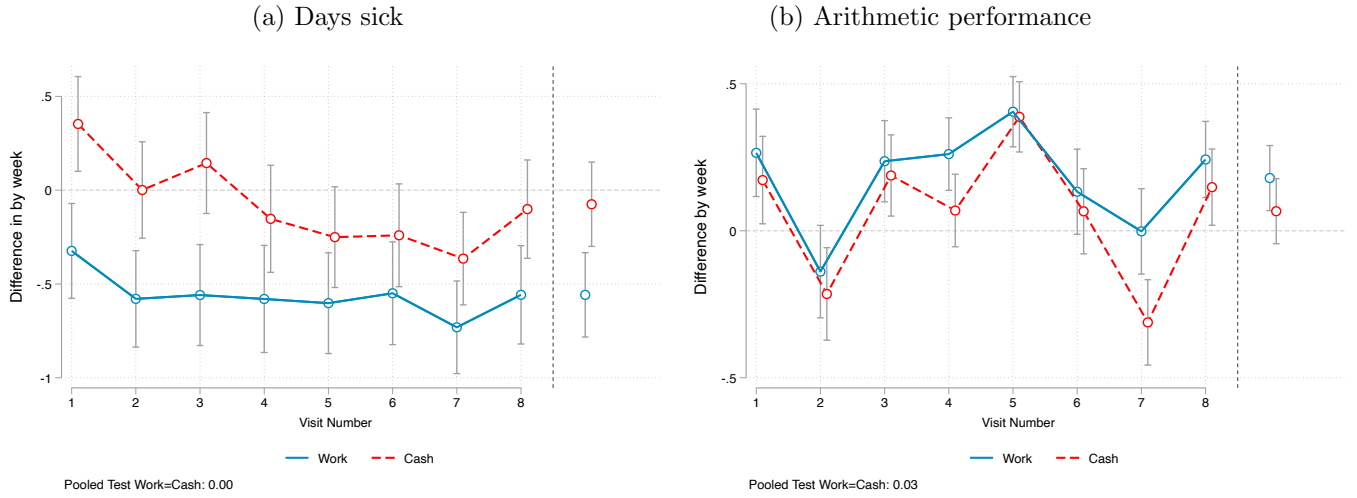 (a) Days sick
Difference in by week
.5
0
-.5
-1
1 2 3 4 5 6 7 8
Visit Number
Work Cash
Pooled Test Work=Cash: 0.00
(b) Arithmetic performance
Difference by week
.5
0
-.5
1 2 3 4 5 6 7 8
Visit Number
Work Cash
Pooled Test Work=Cash: 0.03